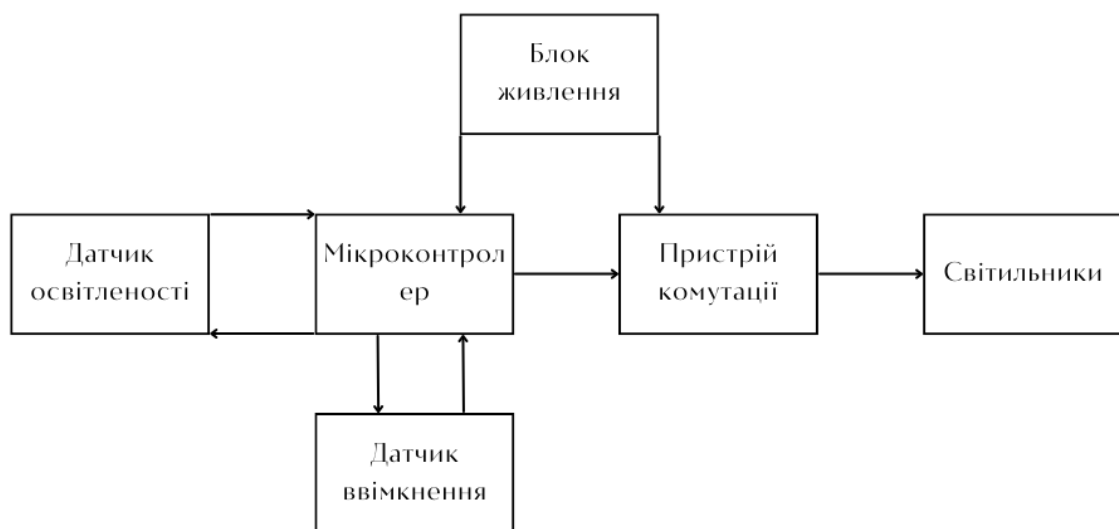 Блок
живлення
Датчик
освітленості
Мікроконтрол
ер
Пристрій
комутації
Світильники
Датчик
ввімкнення